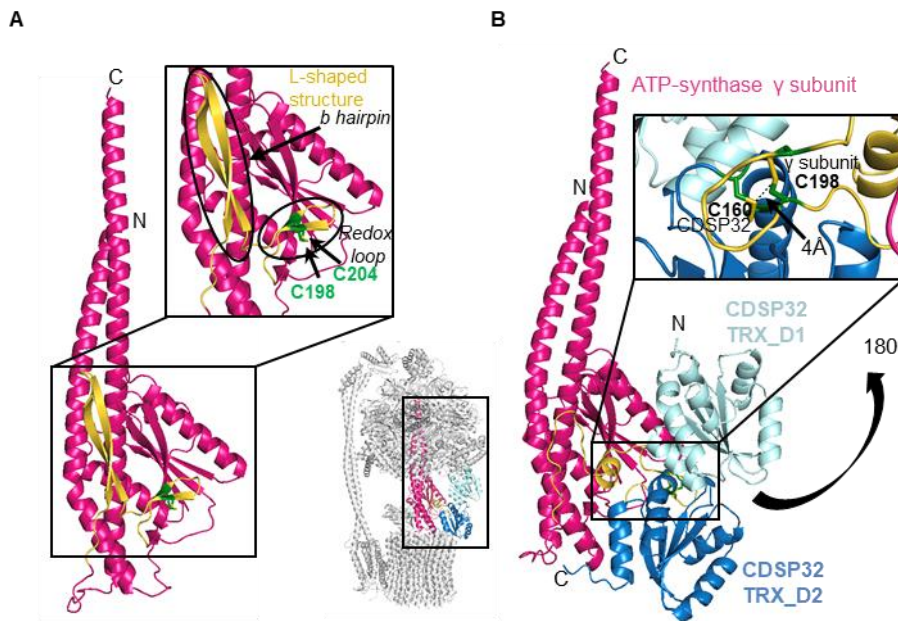 A
C
N
L-shaped
structure
b hairpin
Redox
loop
C204
C198
B
C
ATP-synthase γ subunit
N
γ subunit
C198
C160
CDSP32
4Å
N
CDSP32
TRX_D1
180
C
CDSP32
TRX_D2